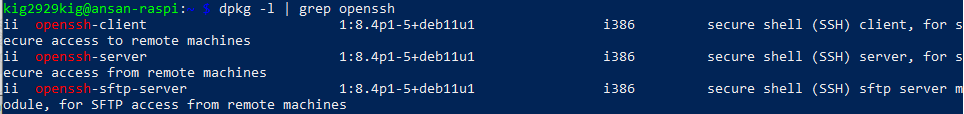 kig2929kig@ansan-raspi:~ $ dpkg -l | grep openssh
ii  openssh-client                       1:8.4p1-5+deb11u1                i386         secure shell (SSH) client, for s
ecure access to remote machines
ii  openssh-server                       1:8.4p1-5+deb11u1                i386         secure shell (SSH) server, for s
ecure access from remote machines
ii  openssh-sftp-server                  1:8.4p1-5+deb11u1                i386         secure shell (SSH) sftp server m
odule, for SFTP access from remote machines